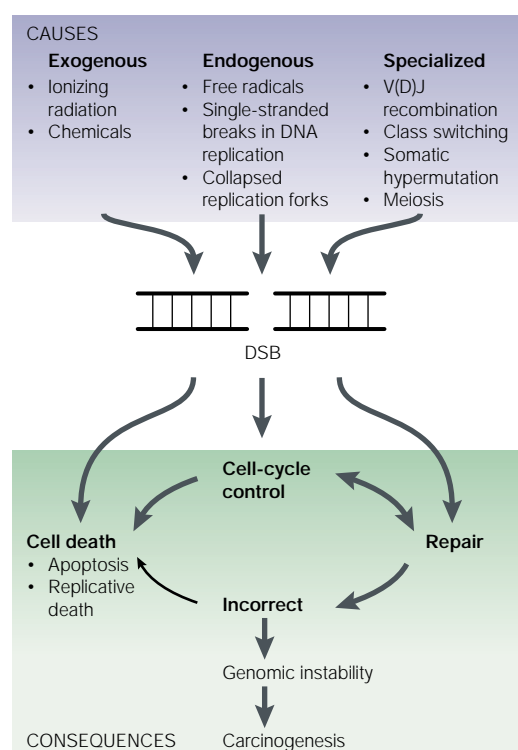 CAUSES
Exogenous
• Ionizing
radiation
• Chemicals
Endogenous
• Free radicals
• Single-stranded
breaks in DNA
replication
• Collapsed
replication forks
Specialized
• V(D)J
recombination
• Class switching
• Somatic
hypermutation
• Meiosis
DSB
Cell-cycle
control
Cell death
• Apoptosis
• Replicative
death
Repair
Incorrect
Genomic instability
Carcinogenesis
CONSEQUENCES